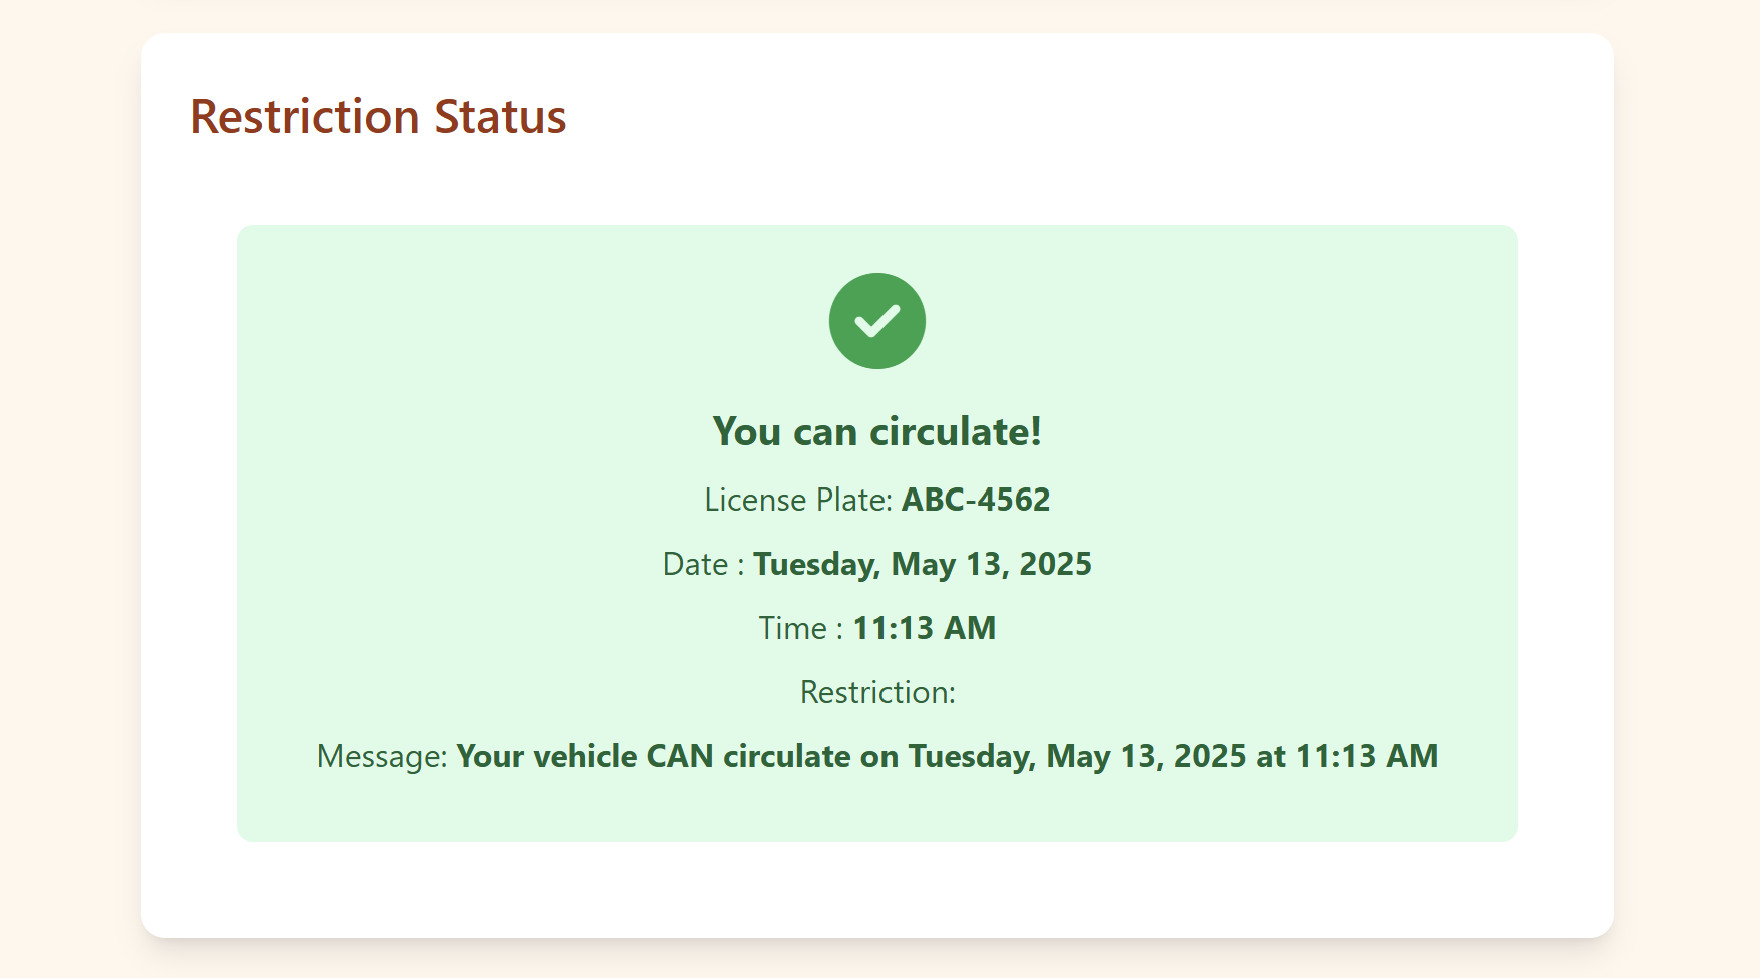 Restriction Status
You can circulate!
License Plate: ABC-4562
Date : Tuesday, May 13, 2025
Time : 11:13 AM
Restriction:
Message: Your vehicle CAN circulate on Tuesday, May 13, 2025 at 11:13 AM